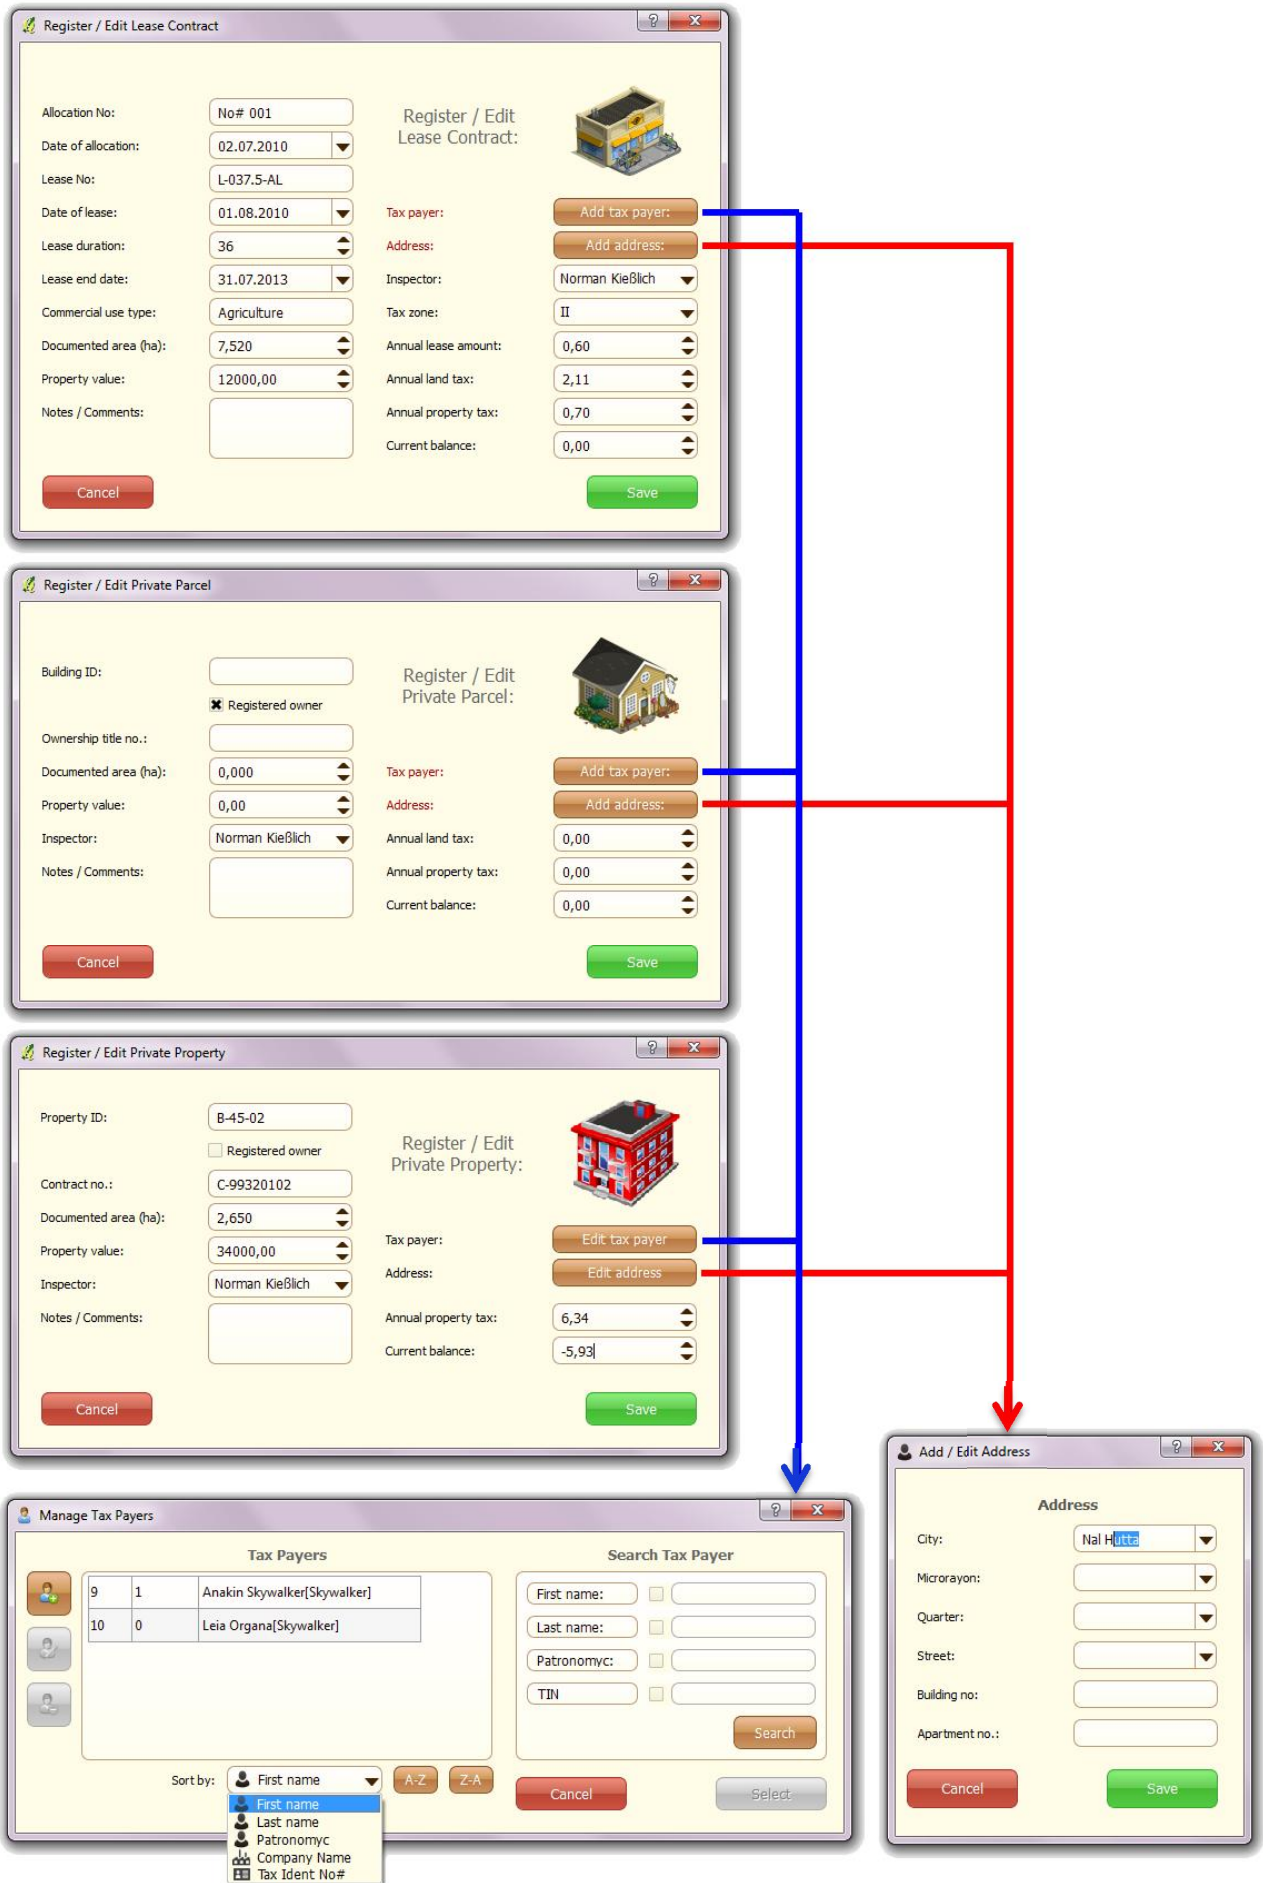 Register / Edit Lease Contract
Allocation No: No# 001
Register / Edit
Lease Contract:
Date of allocation: 02.07.2010
Lease No: L-037.5-AL
Date of lease: 01.08.2010 Tax payer: Add tax payer:
Lease duration: 36 Address: Add address:
Lease end date: 31.07.2013 Inspector: Norman Kießlich
Commercial use type: Agriculture Tax zone: II
Documented area (ha): 7,520 Annual lease amount: 0,60
Property value: 12000,00 Annual land tax: 2,11
Notes / Comments: Annual property tax: 0,70
Current balance: 0,00
Cancel Save
Register / Edit Private Parcel
Building ID:
Register / Edit
Private Parcel:
Registered owner
Ownership title no.:
Documented area (ha): 0,000 Tax payer: Add tax payer:
Property value: 0,00 Address: Add address:
Inspector: Norman Kießlich Annual land tax: 0,00
Notes / Comments: Annual property tax: 0,00
Current balance: 0,00
Cancel Save
Register / Edit Private Property
Property ID: B-45-02
Register / Edit
Private Property:
Registered owner
Contract no.: C-99320102
Documented area (ha): 2,650
Tax payer: Edit tax payer
Property value: 34000,00
Address: Edit address
Inspector: Norman Kießlich
Notes / Comments: Annual property tax: 6,34
Current balance: -5,93
Cancel Save
Manage Tax Payers
Tax Payers
9 1 Anakin Skywalker[Skywalker]
10 0 Leia Organa[Skywalker]
Sort by: First name A-Z Z-A
First name
Last name
Patronomyc
Company Name
Tax Ident No#
Search Tax Payer
First name:
Last name:
Patronomyc:
TIN
Search
Cancel Select
Add / Edit Address
Address
City: Nal Hutta
Microrayon:
Quarter:
Street:
Building no:
Apartment no.:
Cancel Save